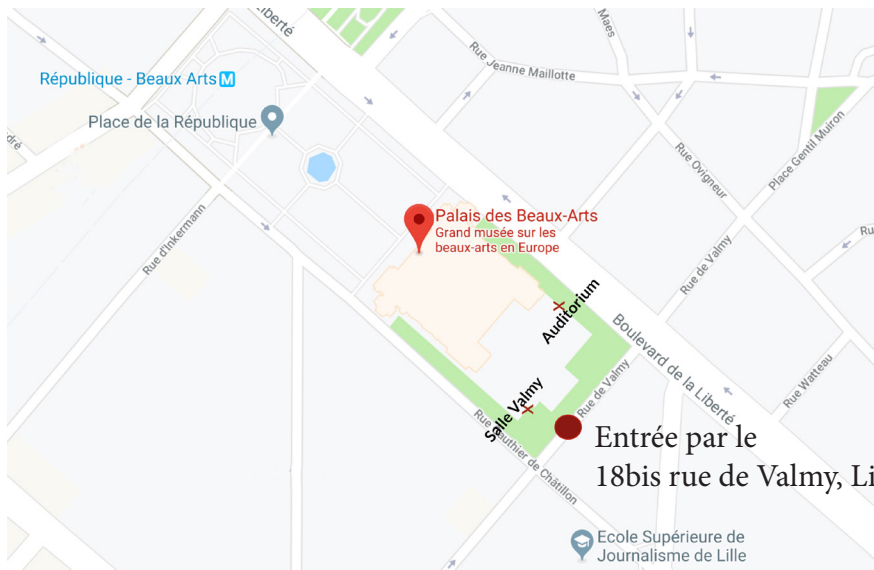 Liberté
Maes
Rue Jeanne Maillotte
République - Beaux Arts M
Place de la République
dré
Rue Ovigneur
Place Gentil Muiron
Palais des Beaux-Arts
Grand musée sur les
beaux-arts en Europe
Rue d'Inkermann
Rue de Valmy
Ru
Auditorium
Boulevard de la Liberté
Rue Watteau
Salle Valmy
Rue de Valmy
Rue Gauthier de Châtillon
Entrée par le
18bis rue de Valmy, Li
Ecole Supérieure de
Journalisme de Lille